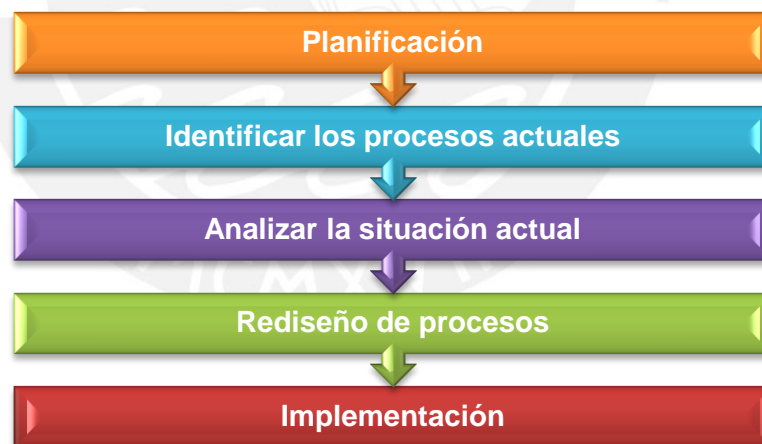 Planificación
Identificar los procesos actuales
Analizar la situación actual
Rediseño de procesos
Implementación